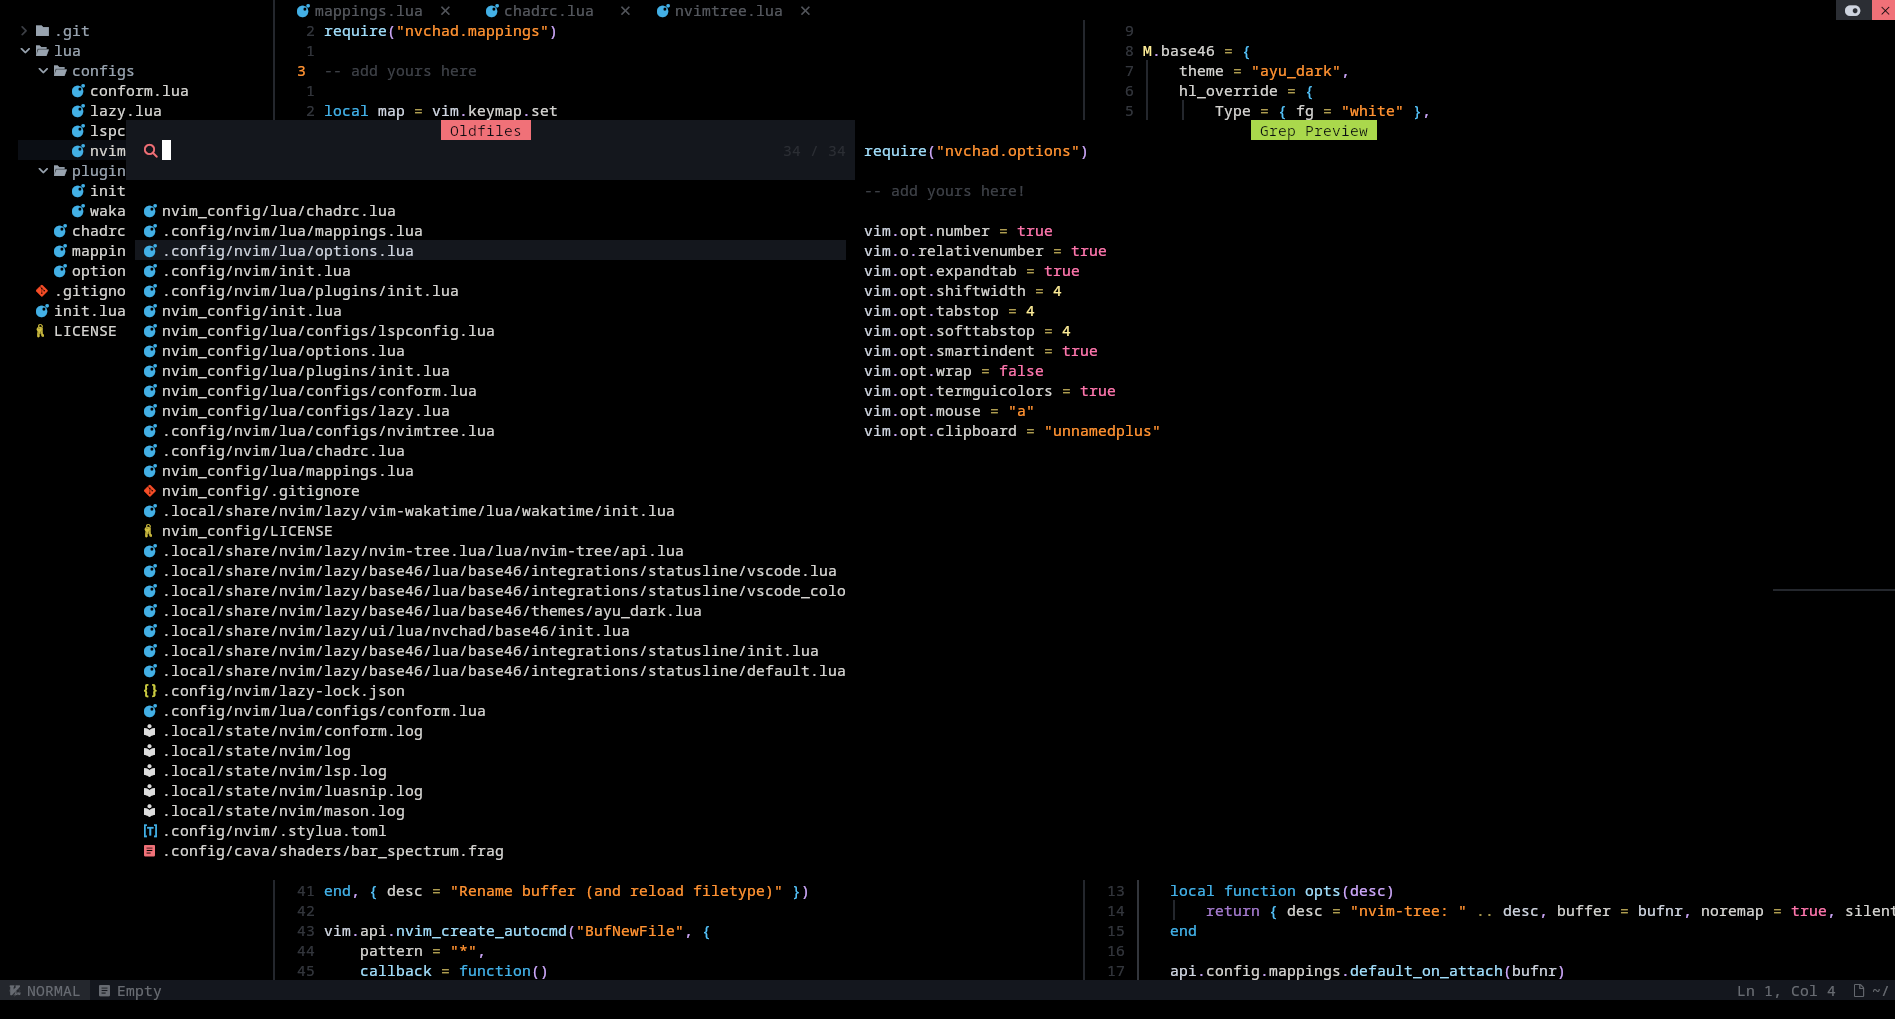 mappings.lua × chadrc.lua × nvimtree.lua × ×
.git
lua
configs
conform.lua
lazy.lua
lspc
nvim
plugin
init
waka
chadrc
mappin
option
.gitigno
init.lua
LICENSE
2 require("nvchad.mappings")
1
3 -- add yours here
1
2 local map = vim.keymap.set
9
8 M.base46 = {
7 theme = "ayu_dark",
6 hl_override = {
5 Type = { fg = "white" },
Oldfiles
34 / 34
nvim_config/lua/chadrc.lua
.config/nvim/lua/mappings.lua
.config/nvim/lua/options.lua
.config/nvim/init.lua
.config/nvim/lua/plugins/init.lua
nvim_config/init.lua
nvim_config/lua/configs/lspconfig.lua
nvim_config/lua/options.lua
nvim_config/lua/plugins/init.lua
nvim_config/lua/configs/conform.lua
nvim_config/lua/configs/lazy.lua
.config/nvim/lua/configs/nvimtree.lua
.config/nvim/lua/chadrc.lua
nvim_config/lua/mappings.lua
nvim_config/.gitignore
.local/share/nvim/lazy/vim-wakatime/lua/wakatime/init.lua
nvim_config/LICENSE
.local/share/nvim/lazy/nvim-tree.lua/lua/nvim-tree/api.lua
.local/share/nvim/lazy/base46/lua/base46/integrations/statusline/vscode.lua
.local/share/nvim/lazy/base46/lua/base46/integrations/statusline/vscode_colo
.local/share/nvim/lazy/base46/lua/base46/themes/ayu_dark.lua
.local/share/nvim/lazy/ui/lua/nvchad/base46/init.lua
.local/share/nvim/lazy/base46/lua/base46/integrations/statusline/init.lua
.local/share/nvim/lazy/base46/lua/base46/integrations/statusline/default.lua
{} .config/nvim/lazy-lock.json
.config/nvim/lua/configs/conform.lua
.local/state/nvim/conform.log
.local/state/nvim/log
.local/state/nvim/lsp.log
.local/state/nvim/luasnip.log
.local/state/nvim/mason.log
[T] .config/nvim/.stylua.toml
.config/cava/shaders/bar_spectrum.frag
Grep Preview
require("nvchad.options")
-- add yours here!
vim.opt.number = true
vim.o.relativenumber = true
vim.opt.expandtab = true
vim.opt.shiftwidth = 4
vim.opt.tabstop = 4
vim.opt.softtabstop = 4
vim.opt.smartindent = true
vim.opt.wrap = false
vim.opt.termguicolors = true
vim.opt.mouse = "a"
vim.opt.clipboard = "unnamedplus"
41 end, { desc = "Rename buffer (and reload filetype)" })
42
43 vim.api.nvim_create_autocmd("BufNewFile", {
44 pattern = "*",
45 callback = function()
13 local function opts(desc)
14 return { desc = "nvim-tree: " .. desc, buffer = bufnr, noremap = true, silent
15 end
16
17 api.config.mappings.default_on_attach(bufnr)
NORMAL Empty Ln 1, Col 4 ~/